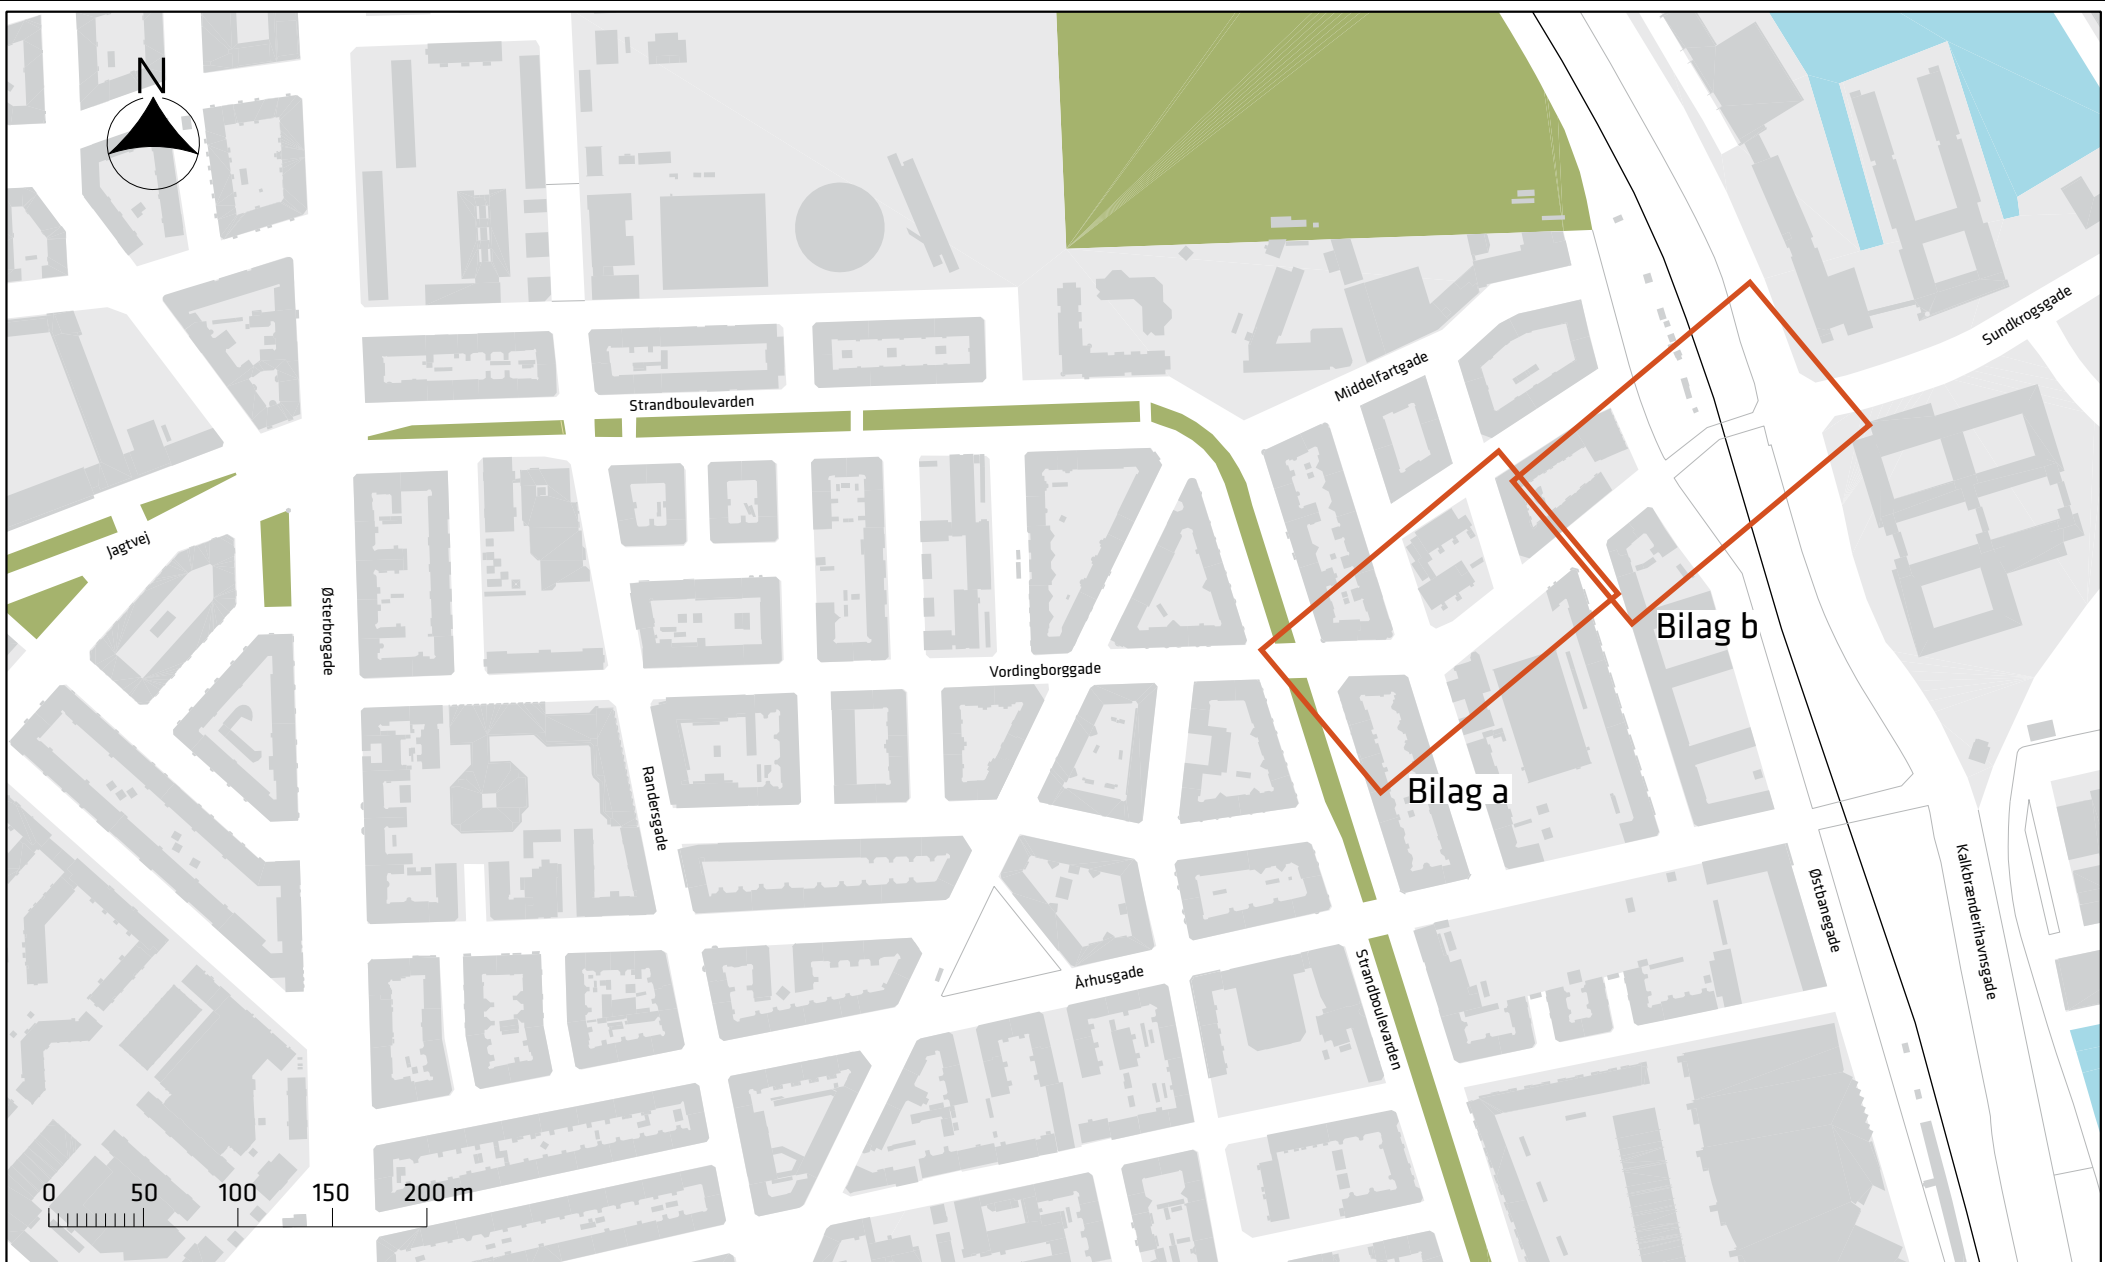 N
Sundkrogsgade
Middelfartgade
Strandboulevarden
Jagtvej
Østerbrogade
Bilag b
Vordingborggade
Bilag a
Randersgade
Østbanegade
Kalkbrænderihavnsgade
Århusgade
Strandboulevarden
0 50 100 150 200 m